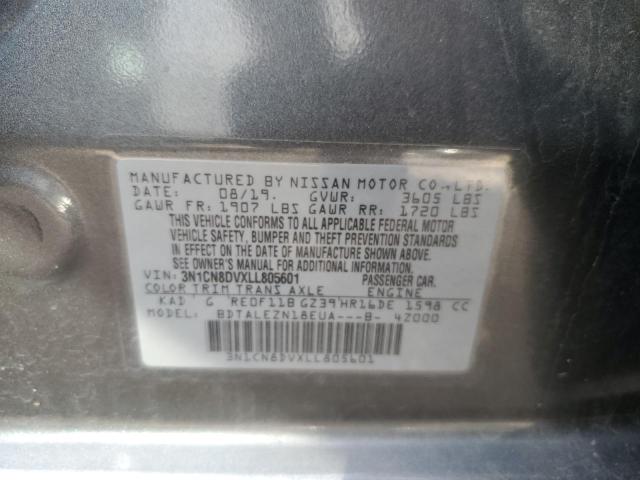 MANUFACTURED BY NISSAN MOTOR CO.,LTD.
DATE: 08/19. GVWR: 3605 LBS
GAWR FR: 1907 LBS GAWR RR: 1720 LBS
THIS VEHICLE CONFORMS TO ALL APPLICABLE FEDERAL MOTOR
VEHICLE SAFETY, BUMPER AND THEFT PREVENTION STANDARDS
IN EFFECT ON THE DATE OF MANUFACTURE SHOWN ABOVE.
SEE OWNER'S MANUAL FOR ADDITIONAL INFORMATION.
VIN: 3N1CN8DVXLL805601 PASSENGER CAR.
COLOR TRIM TRANS AXLE ENGINE
KAD G RE0F11B GZ39 HR16DE 1598 CC
MODEL: BDTALEZN18EUA---B- 42000
3N1CN8DVXLL805601